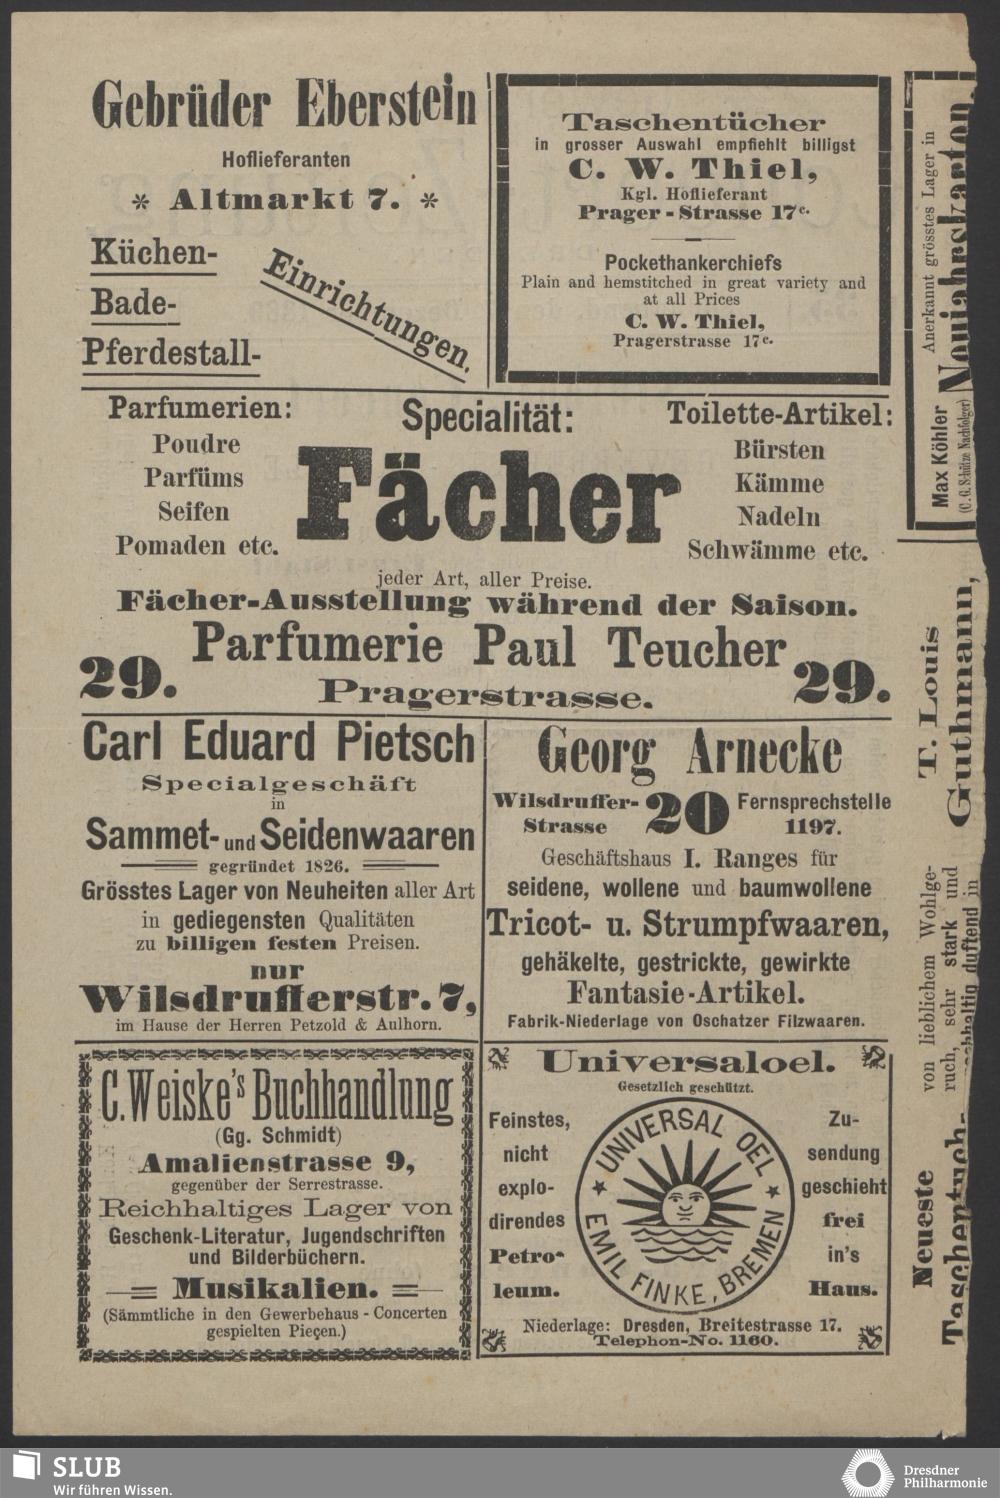 Gebrüder Eberstein
Hoflieferanten
* Altmarkt 7. *
Küchen-
Bade-
Pferdestall-
Einrichtungen.
Taschentücher
in grosser Auswahl empfiehlt billigst
C. W. Thiel,
Kgl. Hoflieferant
Prager-Strasse 17c.
Pockethankerchiefs
Plain and hemstitched in great variety and
at all Prices
C. W. Thiel,
Pragerstrasse 17c.
Parfumerien:
Poudre
Parfüms
Seifen
Pomaden etc.
Specialität:
Fächer
Toilette-Artikel:
Bürsten
Kämme
Nadeln
Schwämme etc.
jeder Art, aller Preise.
Fächer-Ausstellung während der Saison.
29. Parfumerie Paul Teucher 29.
Pragerstrasse.
Carl Eduard Pietsch
Specialgeschäft
in
Sammet- und Seidenwaaren
gegründet 1826.
Grösstes Lager von Neuheiten aller Art
in gediegensten Qualitäten
zu billigen festen Preisen.
nur
Wilsdrufferstr. 7,
im Hause der Herren Petzold & Aulhorn.
Georg Arnecke
Wilsdruffer-Strasse 20 Fernsprechstelle 1197.
Geschäftshaus I. Ranges für
seidene, wollene und baumwollene
Tricot- u. Strumpfwaaren,
gehäkelte, gestrickte, gewirkte
Fantasie-Artikel.
Fabrik-Niederlage von Oschatzer Filzwaaren.
C. Weiske's Buchhandlung
(Gg. Schmidt)
Amalienstrasse 9,
gegenüber der Serrestrasse.
Reichhaltiges Lager von
Geschenk-Literatur, Jugendschriften
und Bilderbüchern.
Musikalien.
(Sämmtliche in den Gewerbehaus-Concerten
gespielten Pieçen.)
Universaloel.
Gesetzlich geschützt.
Feinstes,
nicht
explo-
direndes
Petro-
leum.
UNIVERSAL OEL
EMIL FINKE, BREMEN
Zu-
sendung
geschieht
frei
in's
Haus.
Niederlage: Dresden, Breitestrasse 17.
Telephon-No. 1160.
Anerkannt grösstes Lager in
Neujahrskarten.
Max Köhler
(C. G. Schütze Nachfolger)
Neueste
Taschentuch-
von lieblichem Wohlge-
ruch, sehr stark und
nachhaltig duftend in
T. Louis
Guthmann,
SLUB
Wir führen Wissen.
Dresdner
Philharmonie